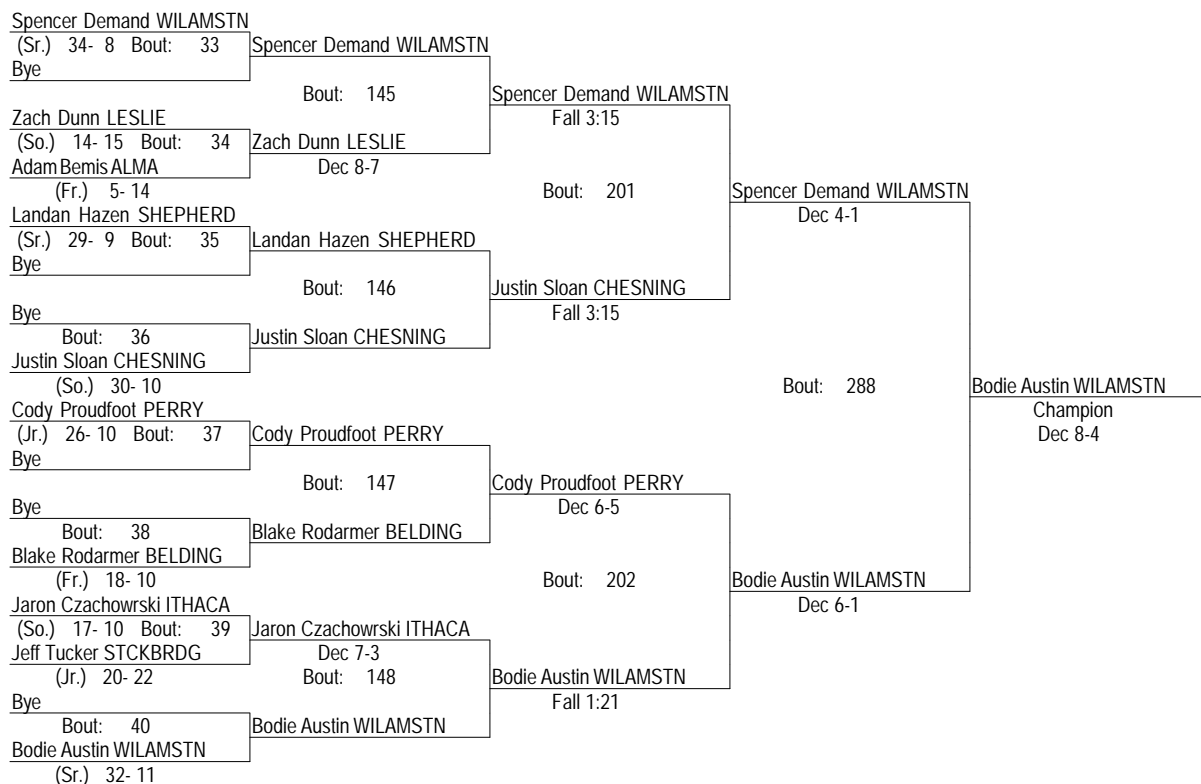 Spencer Demand WILAMSTN
(Sr.) 34- 8 Bout: 33
Spencer Demand WILAMSTN
Bye
Bout: 145
Spencer Demand WILAMSTN
Fall 3:15
Zach Dunn LESLIE
(So.) 14- 15 Bout: 34
Zach Dunn LESLIE
Adam Bemis ALMA
Dec 8-7
(Fr.) 5- 14
Bout: 201
Spencer Demand WILAMSTN
Dec 4-1
Landan Hazen SHEPHERD
(Sr.) 29- 9 Bout: 35
Landan Hazen SHEPHERD
Bye
Bout: 146
Justin Sloan CHESNING
Fall 3:15
Bye
Bout: 36
Justin Sloan CHESNING
Justin Sloan CHESNING
(So.) 30- 10
Bout: 288
Bodie Austin WILAMSTN
Champion
Dec 8-4
Cody Proudfoot PERRY
(Jr.) 26- 10 Bout: 37
Cody Proudfoot PERRY
Bye
Bout: 147
Cody Proudfoot PERRY
Dec 6-5
Bye
Bout: 38
Blake Rodarmer BELDING
Blake Rodarmer BELDING
(Fr.) 18- 10
Bout: 202
Bodie Austin WILAMSTN
Dec 6-1
Jaron Czachowrski ITHACA
(So.) 17- 10 Bout: 39
Jaron Czachowrski ITHACA
Jeff Tucker STCKBRDG
Dec 7-3
(Jr.) 20- 22
Bout: 148
Bodie Austin WILAMSTN
Fall 1:21
Bye
Bout: 40
Bodie Austin WILAMSTN
Bodie Austin WILAMSTN
(Sr.) 32- 11